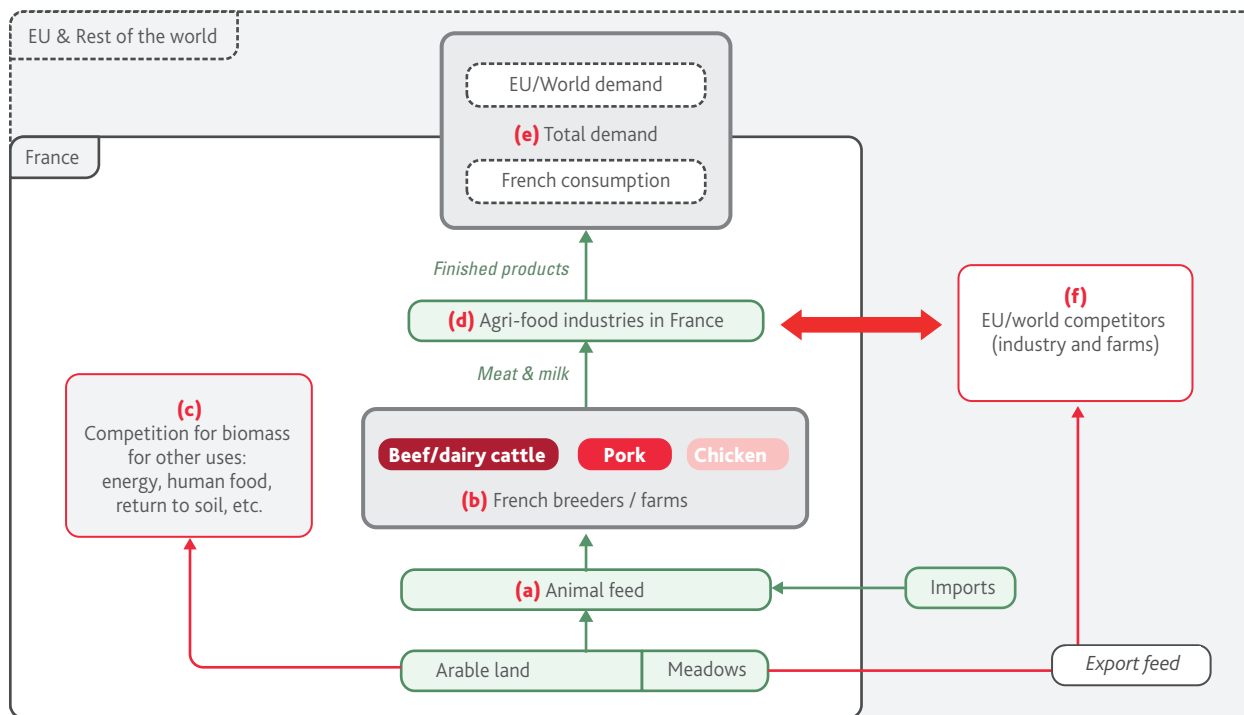 EU & Rest of the world
EU/World demand
(e) Total demand
French consumption
France
Finished products
(d) Agri-food industries in France
(f)
EU/world competitors
(industry and farms)
Meat & milk
(c)
Competition for biomass
for other uses:
energy, human food,
return to soil, etc.
Beef/dairy cattle
Pork
Chicken
(b) French breeders / farms
(a) Animal feed
Imports
Arable land
Meadows
Export feed